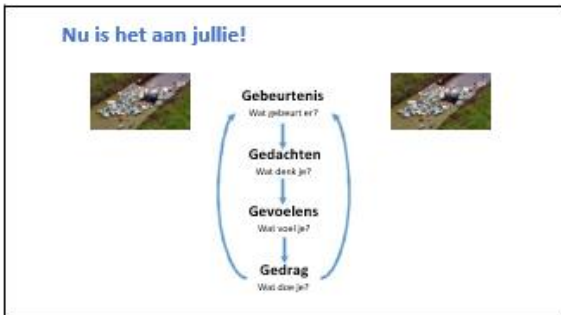 Nu is het aan jullie!
Gebeurtenis
Wat gebeurt er?
Gedachten
Wat denk je?
Gevoelens
Wat voel je?
Gedrag
Wat doe je?